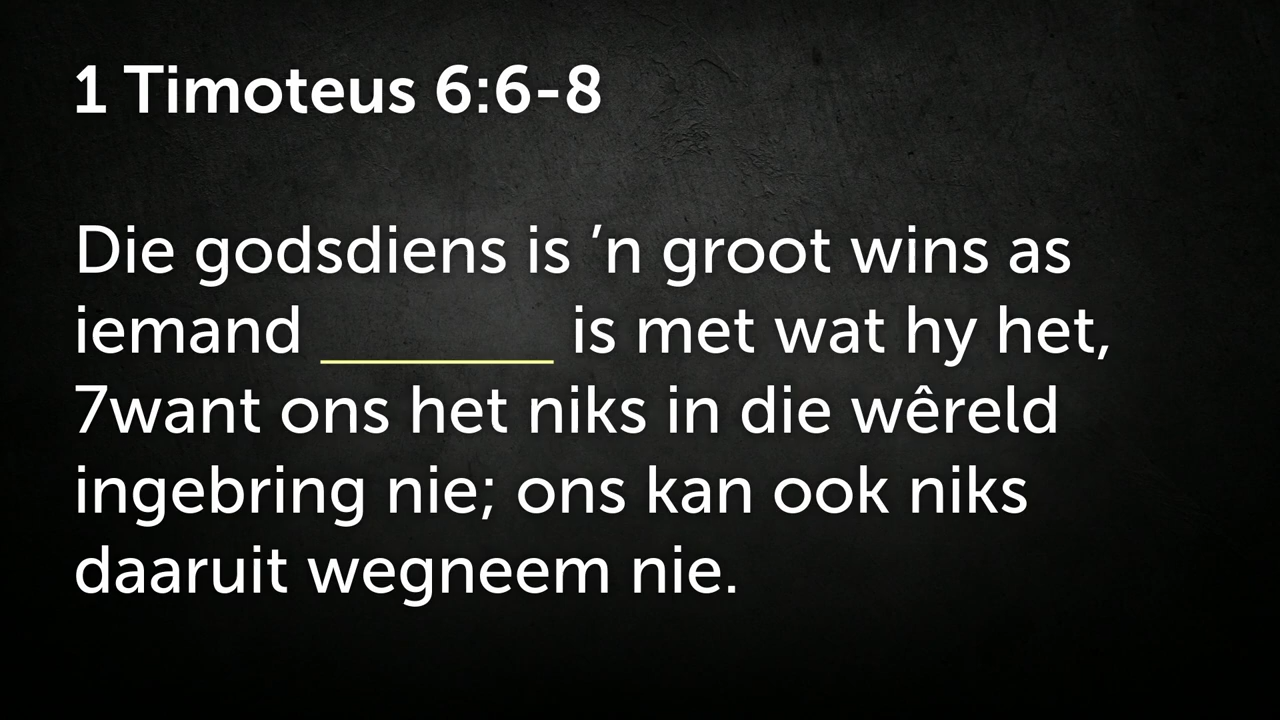 1 Timoteus 6:6-8
Die godsdiens is ’n groot wins as
iemand ________ is met wat hy het,
7want ons het niks in die wêreld
ingebring nie; ons kan ook niks
daaruit wegneem nie.